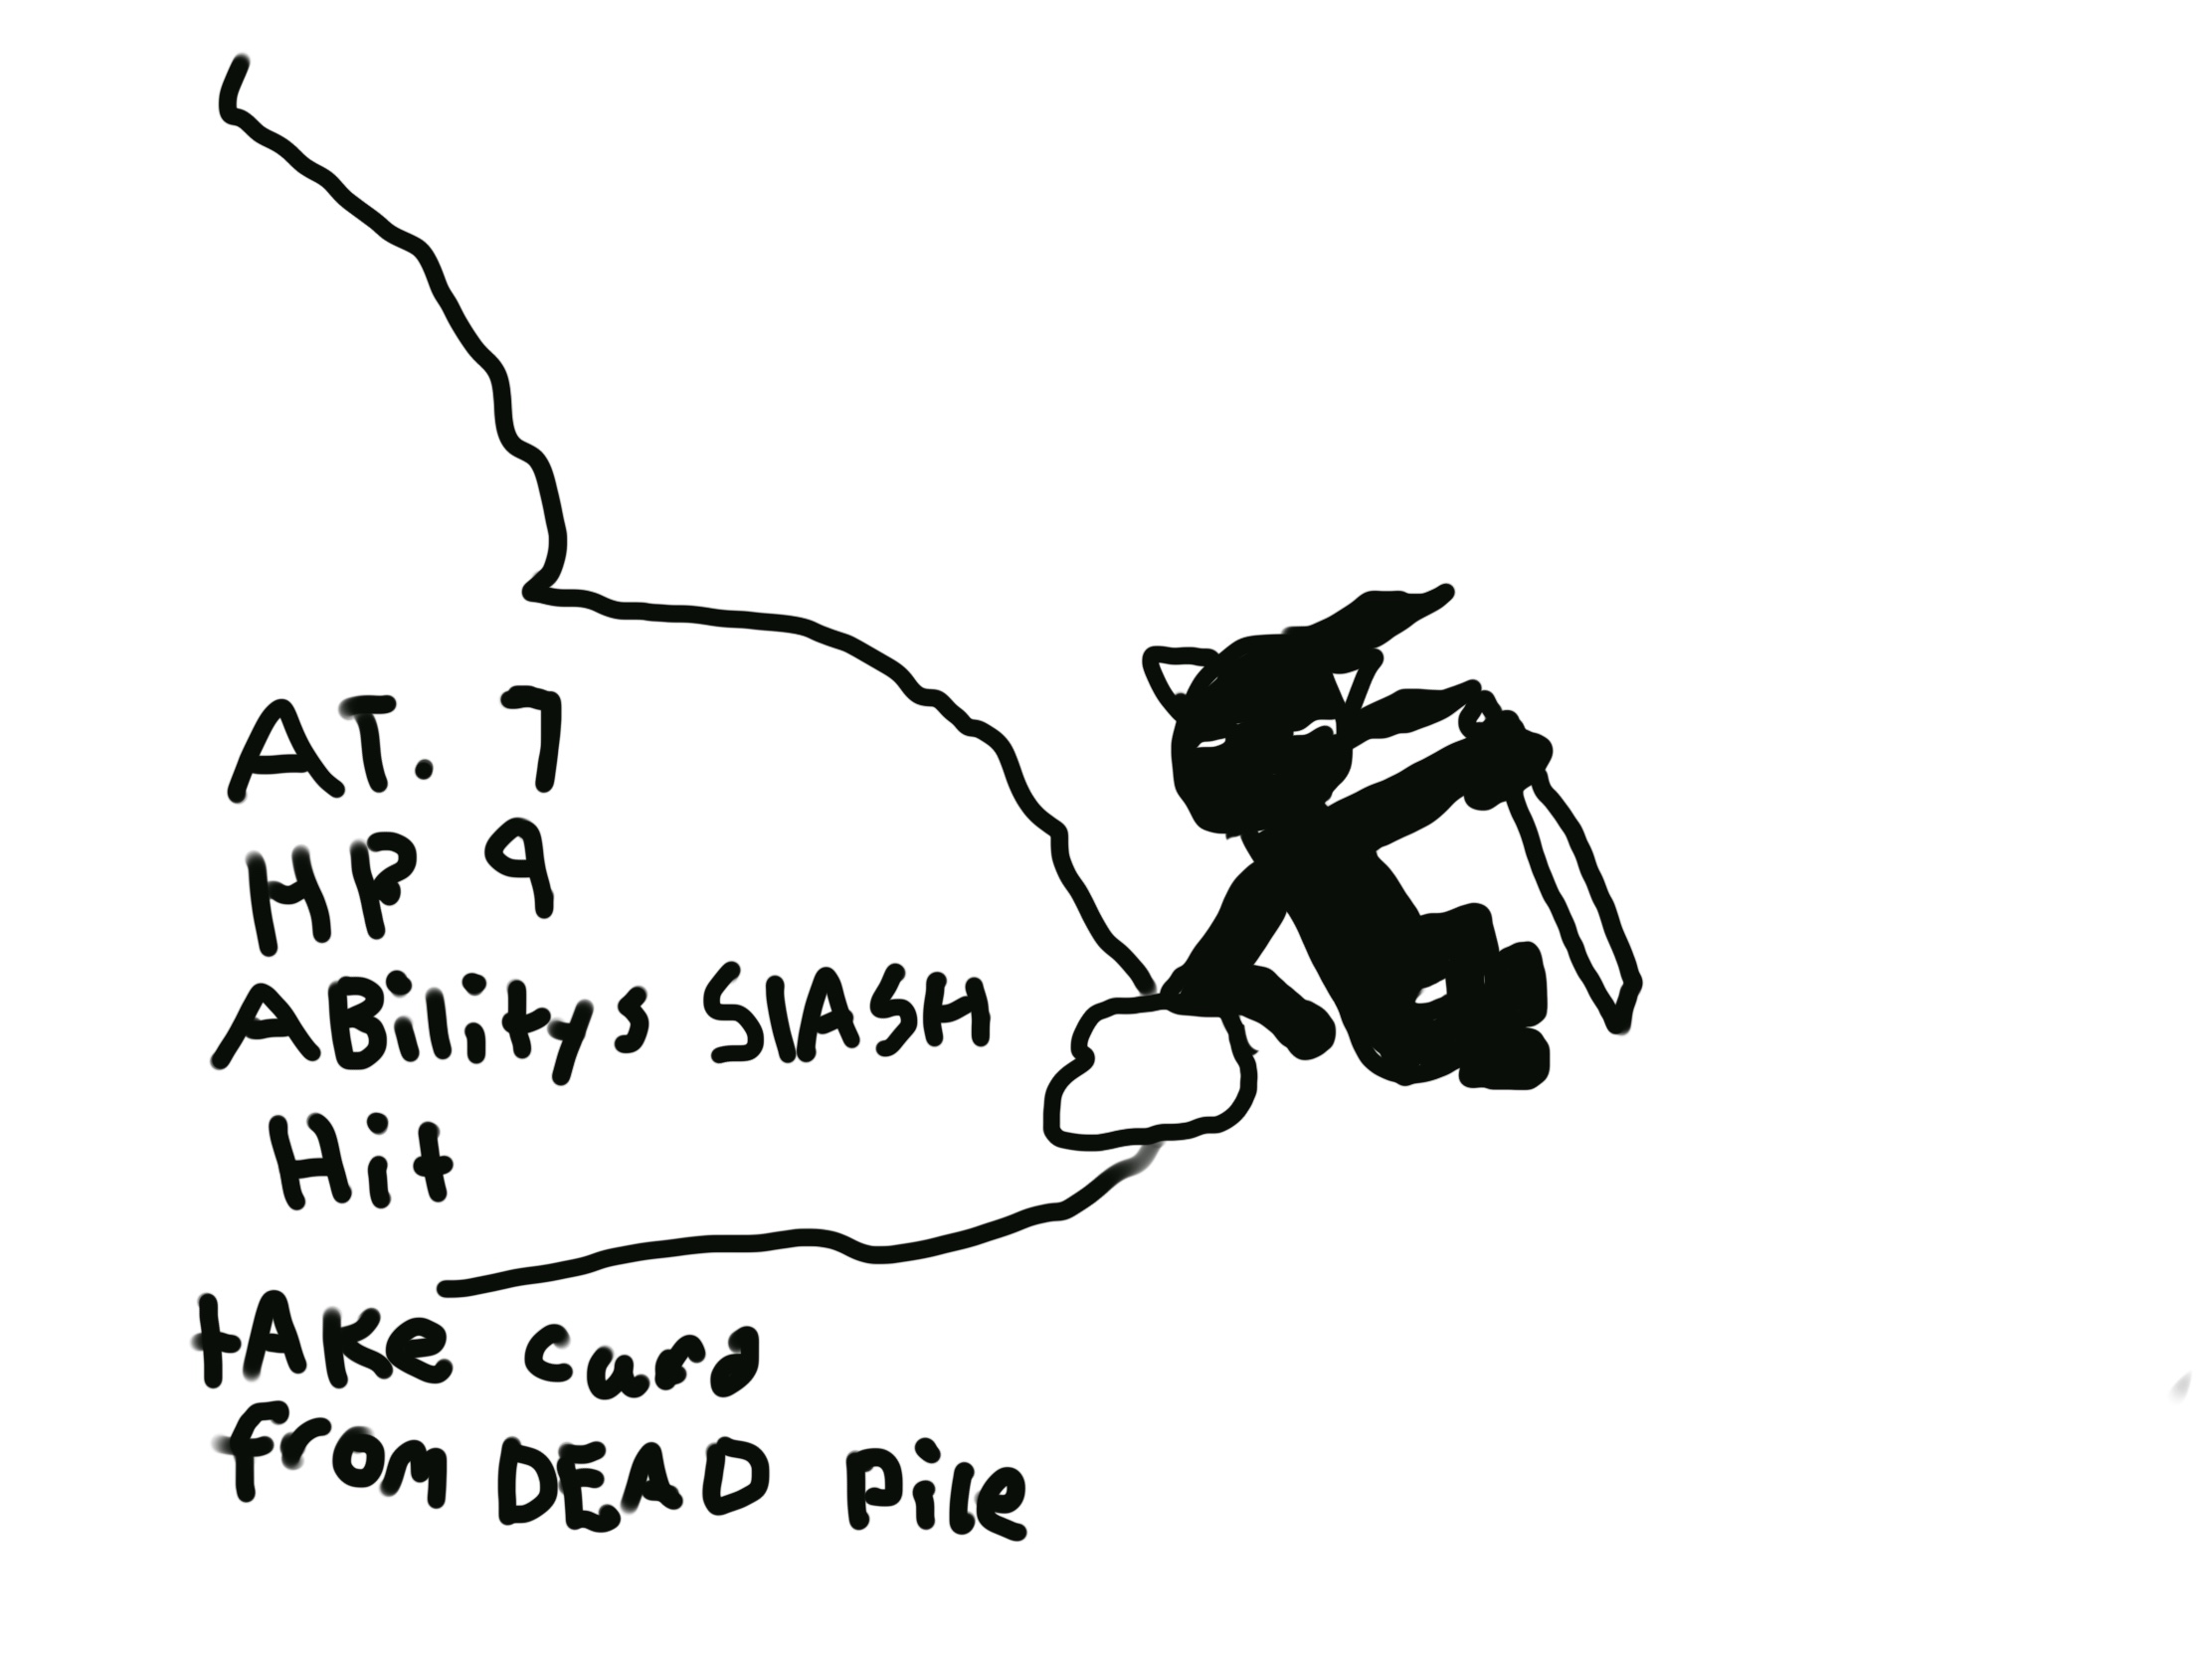 AT. 7
HP 9
ABilitys SlASH
Hit
tAKe card
from DEAD Pile